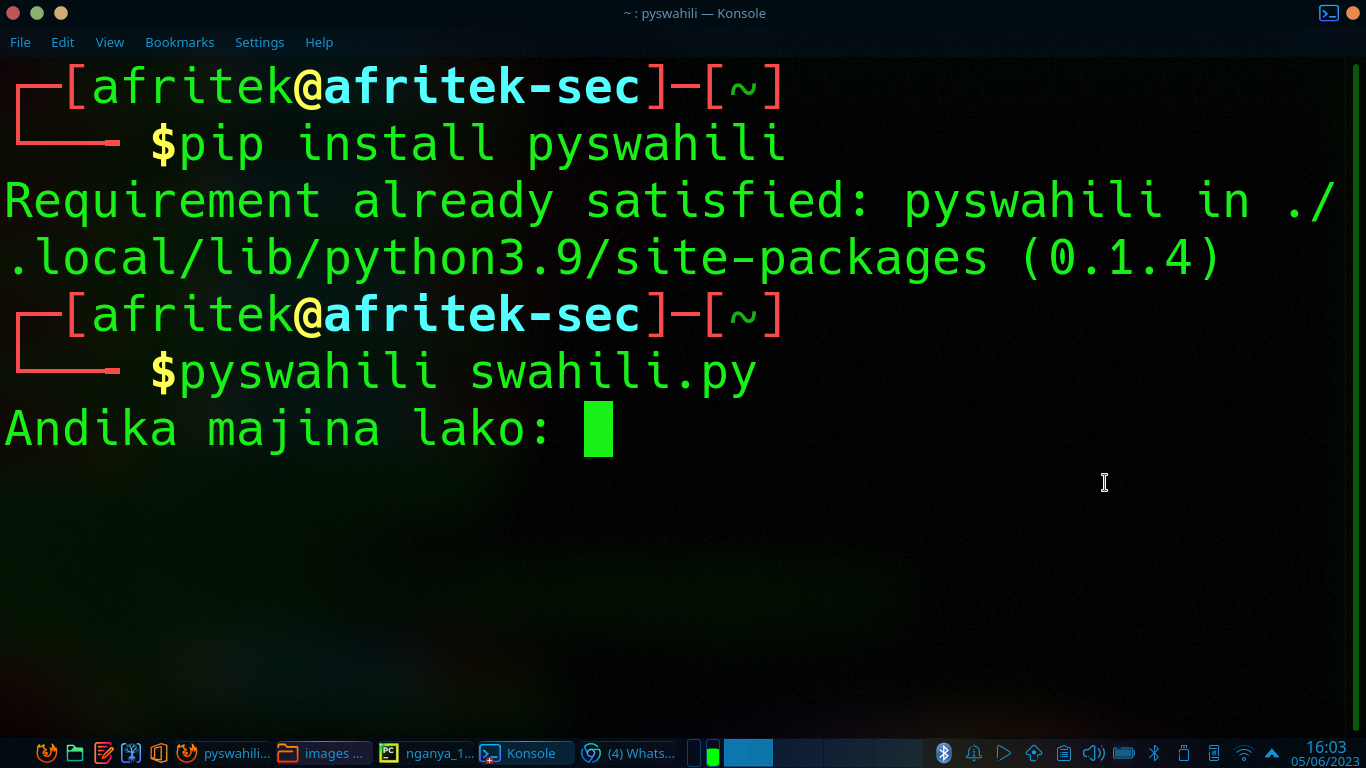 ~ : pyswahili — Konsole
File Edit View Bookmarks Settings Help
[afritek@afritek-sec]─[~]
$pip install pyswahili
Requirement already satisfied: pyswahili in ./
.local/lib/python3.9/site-packages (0.1.4)
[afritek@afritek-sec]─[~]
$pyswahili swahili.py
Andika majina lako:
pyswahili... images ... PC nganya_1... Konsole (4) Whats... 16:03
05/06/2023